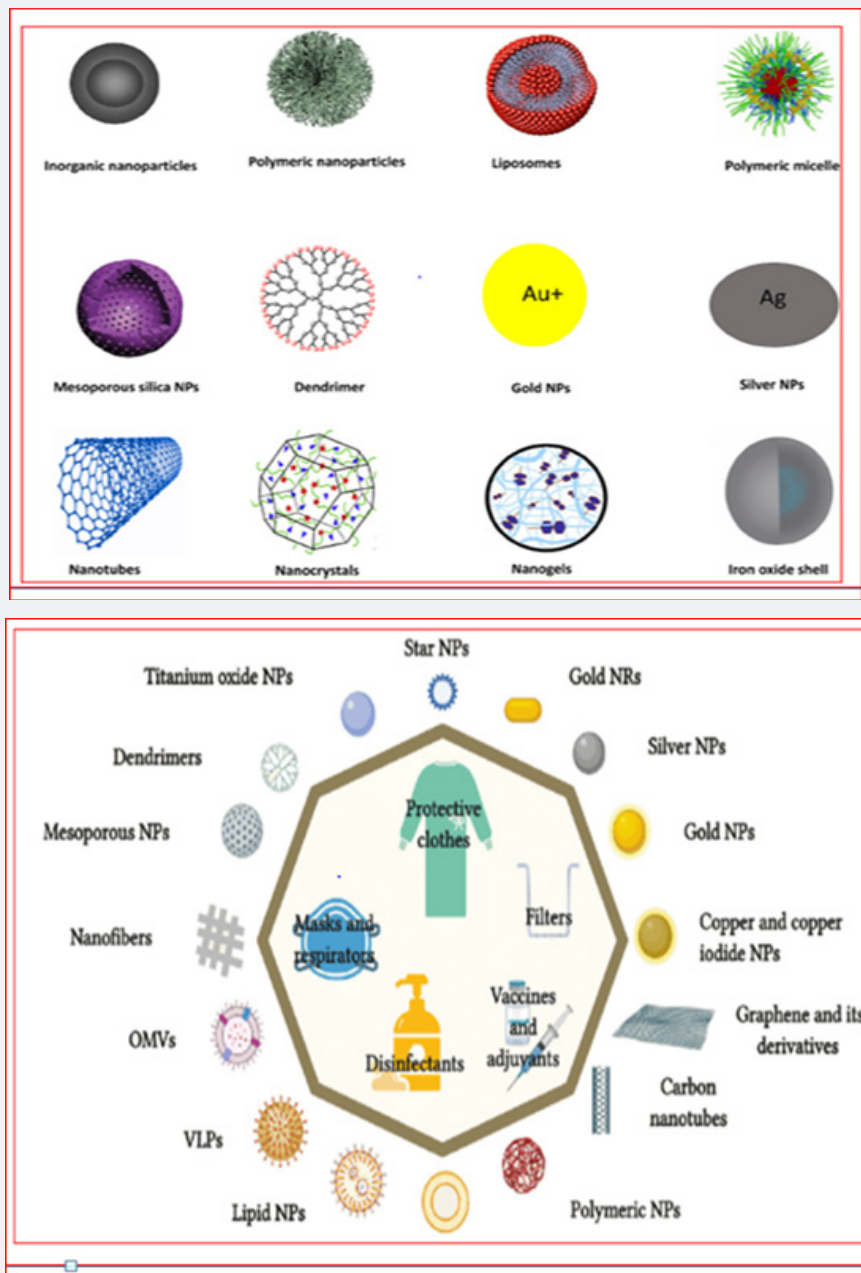 Inorganic nanoparticles
Polymeric nanoparticles
Liposomes
Polymeric micelle
Au+
Ag
Mesoporous silica NPs
Dendrimer
Gold NPs
Silver NPs
Nanotubes
Nanocrystals
Nanogels
Iron oxide shell
Star NPs
Titanium oxide NPs
Gold NRs
Silver NPs
Dendrimers
Protective
clothes
Mesoporous NPs
Gold NPs
Nanofibers
Masks and
respirators
Filters
Copper and copper
iodide NPs
OMVs
Vaccines
and
adjuyants
Disinfectants
Graphene and its
derivatives
Carbon
nanotubes
VLPs
Lipid NPs
Polymeric NPs